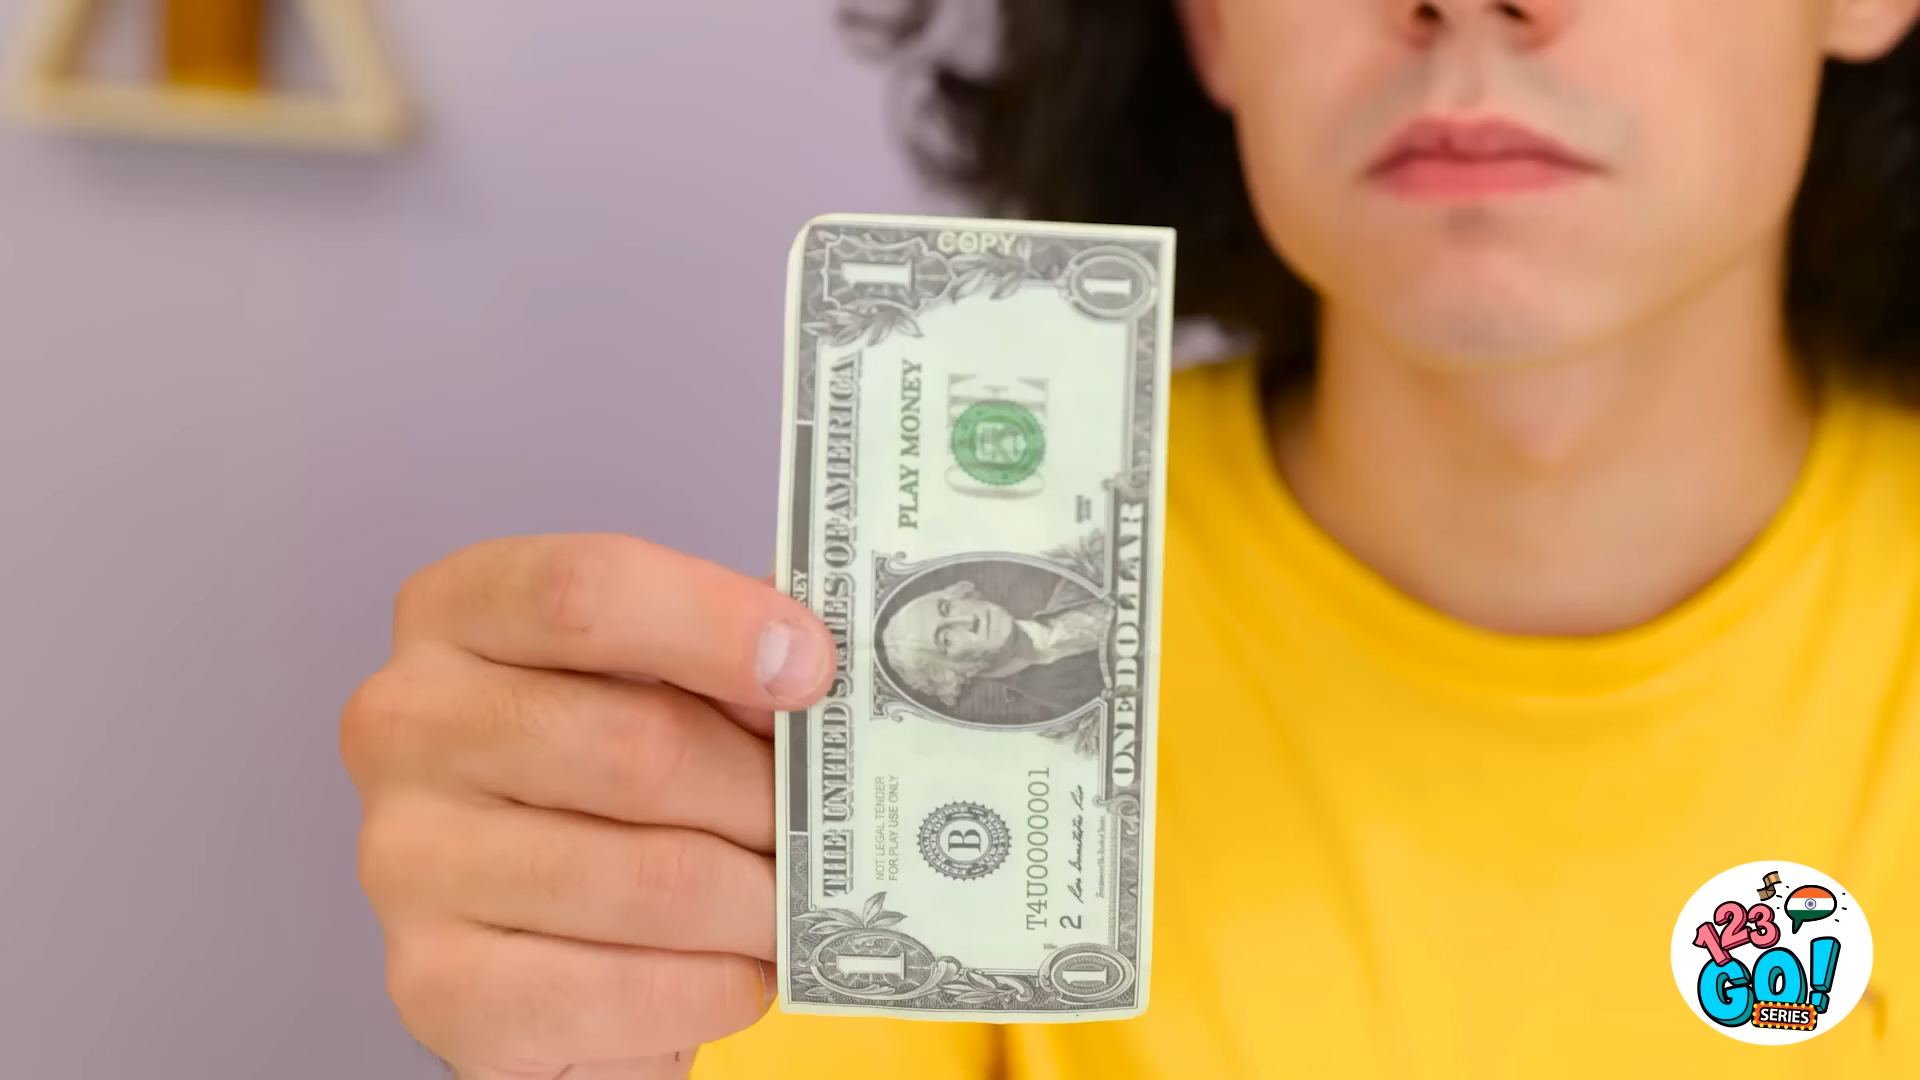 COPY
1
1
THE UNITED STATES OF AMERICA
PLAY MONEY
NOT LEGAL TENDER
FOR PLAY USE ONLY
B
T4U0000001
2
ONE DOLLAR
1
1
123
GO!
SERIES